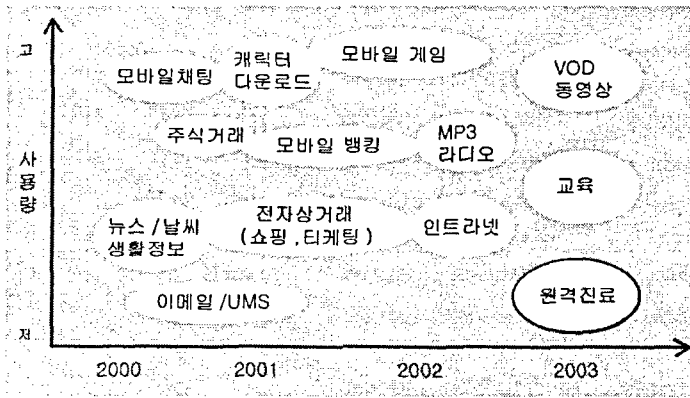 고
사용량
저
모바일채팅
캐릭터
다운로드
모바일 게임
VOD
동영상
주식거래
모바일 뱅킹
MP3
라디오
교육
뉴스/날씨
생활정보
전자상거래
(쇼핑,티케팅)
인트라넷
이메일/UMS
원격진료
2000
2001
2002
2003